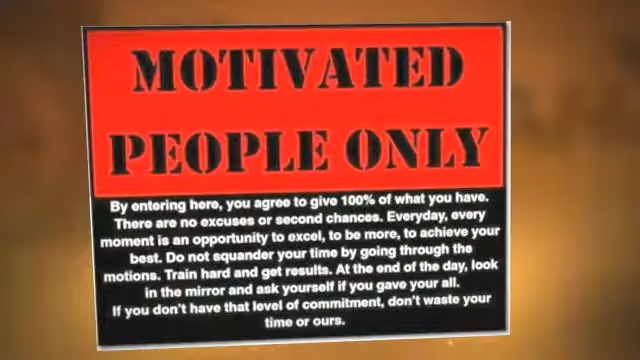 MOTIVATED
PEOPLE ONLY
By entering here, you agree to give 100% of what you have.
There are no excuses or second chances. Everyday, every
moment is an opportunity to excel, to be more, to achieve your
best. Do not squander your time by going through the
motions. Train hard and get results. At the end of the day, look
in the mirror and ask yourself if you gave your all.
If you don't have that level of commitment, don't waste your
time or ours.